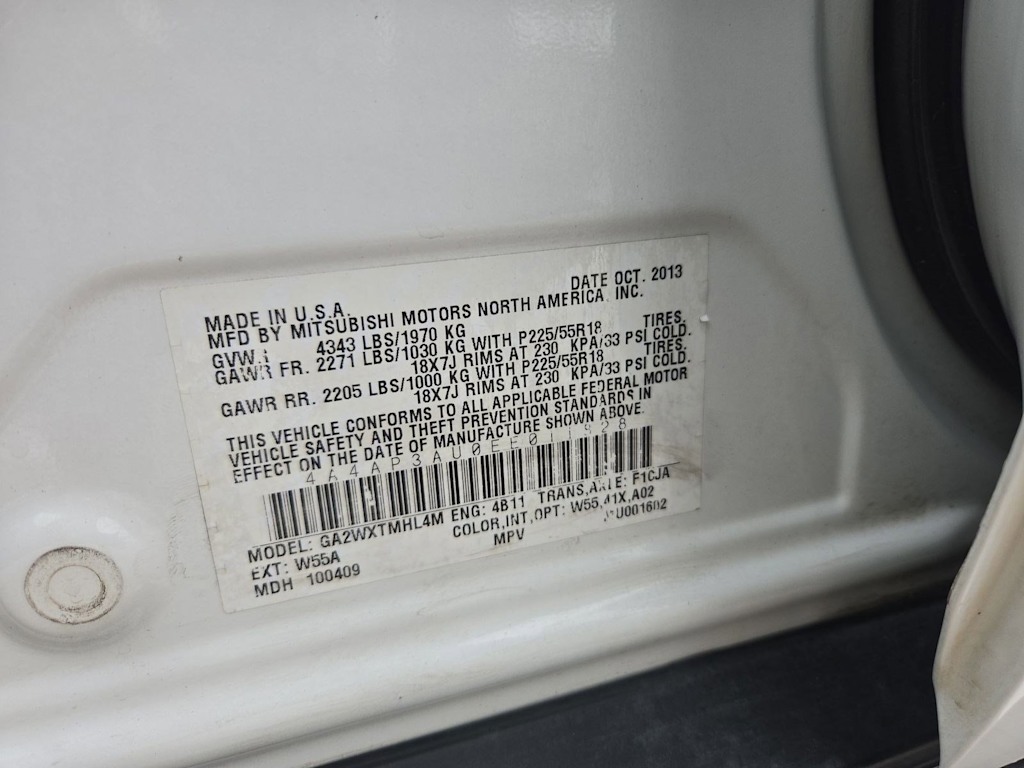 DATE OCT. 2013
MADE IN U.S.A.
MFD BY MITSUBISHI MOTORS NORTH AMERICA, INC.
GVW. 4343 LBS/1970 KG
GAWR FR. 2271 LBS/1030 KG WITH P225/55R18 TIRES.
18X7J RIMS AT 230 KPA/33 PSI COLD.
GAWR RR. 2205 LBS/1000 KG WITH P225/55R18 TIRES.
18X7J RIMS AT 230 KPA/33 PSI COLD.
THIS VEHICLE CONFORMS TO ALL APPLICABLE FEDERAL MOTOR
VEHICLE SAFETY AND THEFT PREVENTION STANDARDS IN
EFFECT ON THE DATE OF MANUFACTURE SHOWN ABOVE.
MODEL: GA2WXTMHL4M ENG: 4B11 TRANS,AXLE: F1CJA
EXT: W55A COLOR,INT,OPT: W55,41X,A02
MDH 100409 MPV